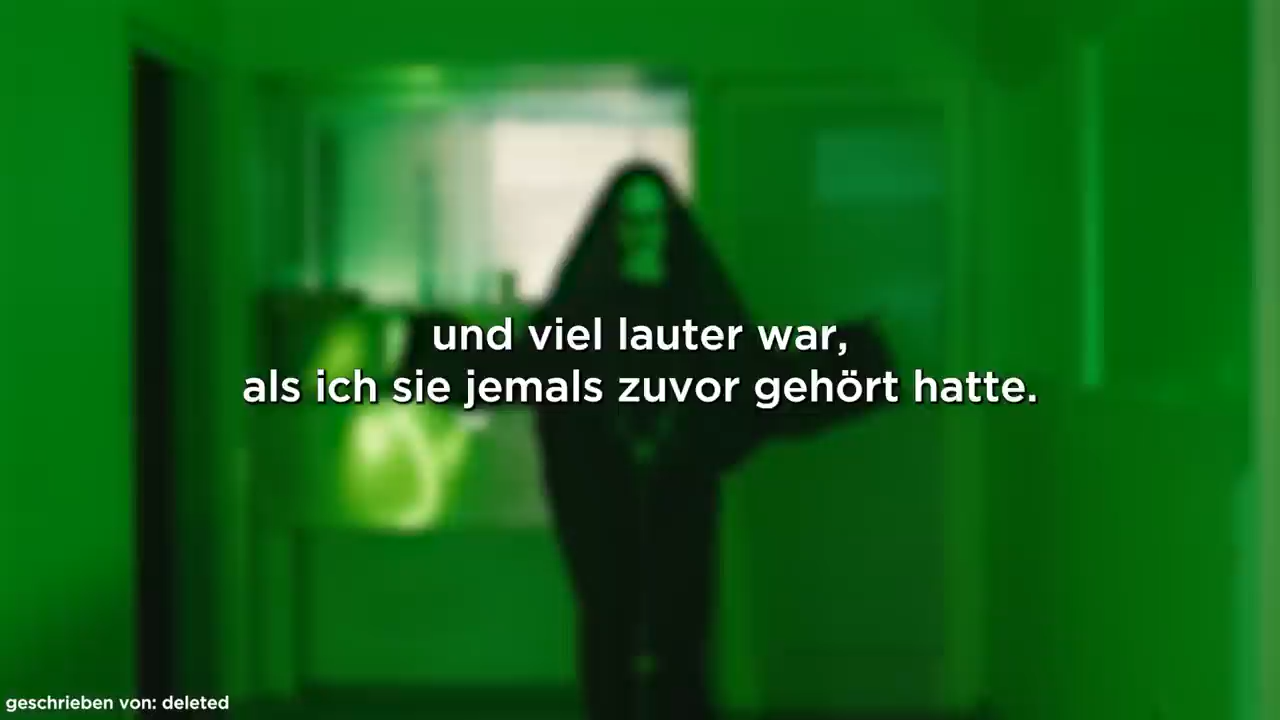 und viel lauter war,
als ich sie jemals zuvor gehört hatte.
geschrieben von: deleted